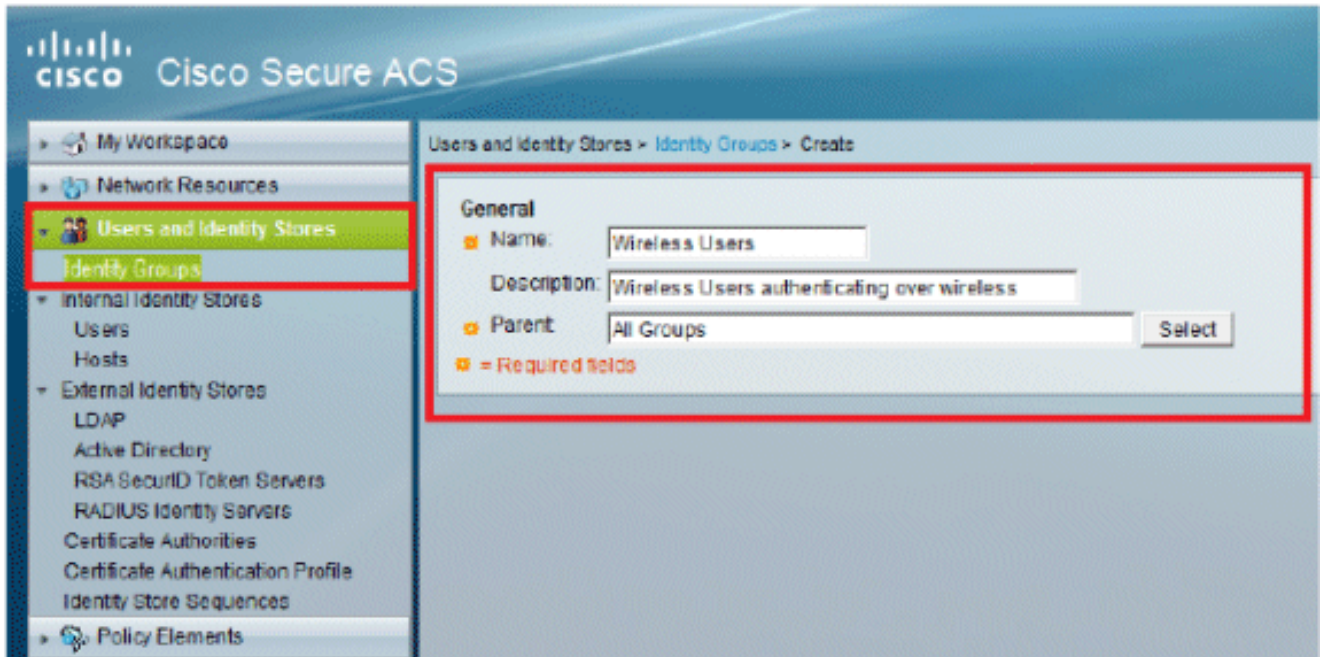 CISCO Cisco Secure ACS
My Workspace
Network Resources
Users and Identity Stores
Identity Groups
Internal Identity Stores
Users
Hosts
External Identity Stores
LDAP
Active Directory
RSA SecurID Token Servers
RADIUS Identity Servers
Certificate Authorities
Certificate Authentication Profile
Identity Store Sequences
Policy Elements
Users and Identity Stores > Identity Groups > Create
General
Name: Wireless Users
Description: Wireless Users authenticating over wireless
Parent: All Groups Select
= Required fields